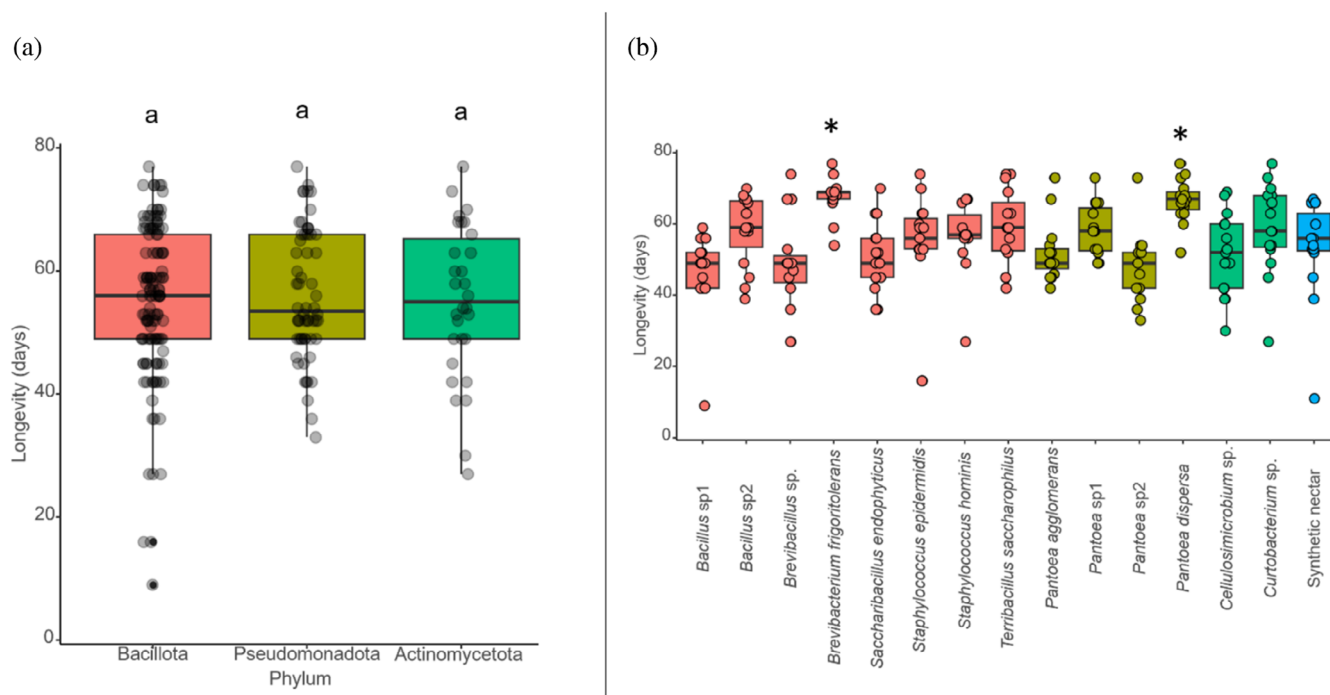 (a)
a
a
a
80
60
40
20
0
Longevity (days)
Bacillota
Pseudomonadota
Actinomycetota
Phylum
(b)
*
*
80
60
40
20
0
Longevity (days)
Bacillus sp1
Bacillus sp2
Brevibacillus sp.
Brevibacterium frigoritolerans
Saccharibacillus endophyticus
Staphylococcus epidermidis
Staphylococcus hominis
Terribacillus saccharophilus
Pantoea agglomerans
Pantoea sp1
Pantoea sp2
Pantoea dispersa
Cellulosimicrobium sp.
Curtobacterium sp.
Synthetic nectar